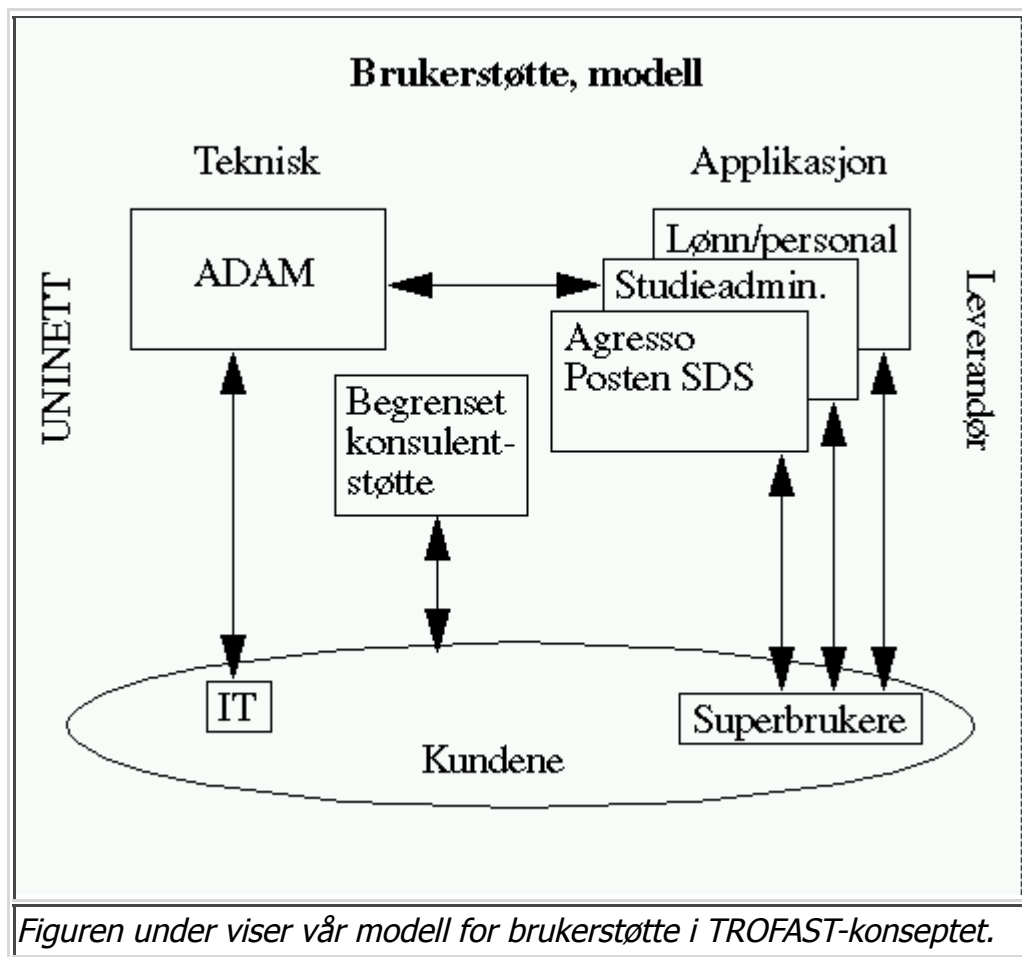 Brukerstøtte, modell
Teknisk
Applikasjon
UNINETT
ADAM
Lønn/personal
Studieadmin.
Agresso
Posten SDS
Leverandør
Begrenset
konsulent-
støtte
IT
Superbrukere
Kundene
Figuren under viser vår modell for brukerstøtte i TROFAST-konseptet.